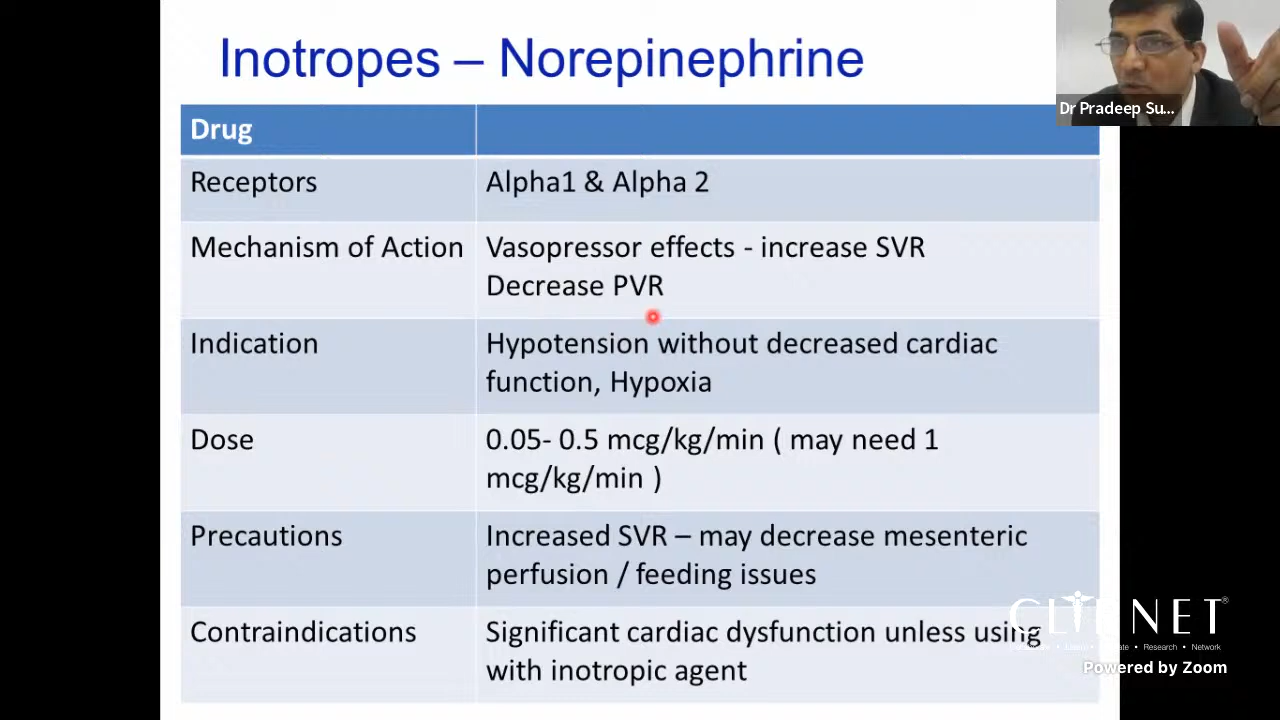 Inotropes – Norepinephrine
Dr Pradeep Su...
Drug
Receptors
Alpha1 & Alpha 2
Mechanism of Action
Vasopressor effects - increase SVR
Decrease PVR
Indication
Hypotension without decreased cardiac
function, Hypoxia
Dose
0.05- 0.5 mcg/kg/min ( may need 1
mcg/kg/min )
Precautions
Increased SVR – may decrease mesenteric
perfusion / feeding issues
Contraindications
Significant cardiac dysfunction unless using
with inotropic agent
CLIRNET®
• Research • Network
Powered by Zoom